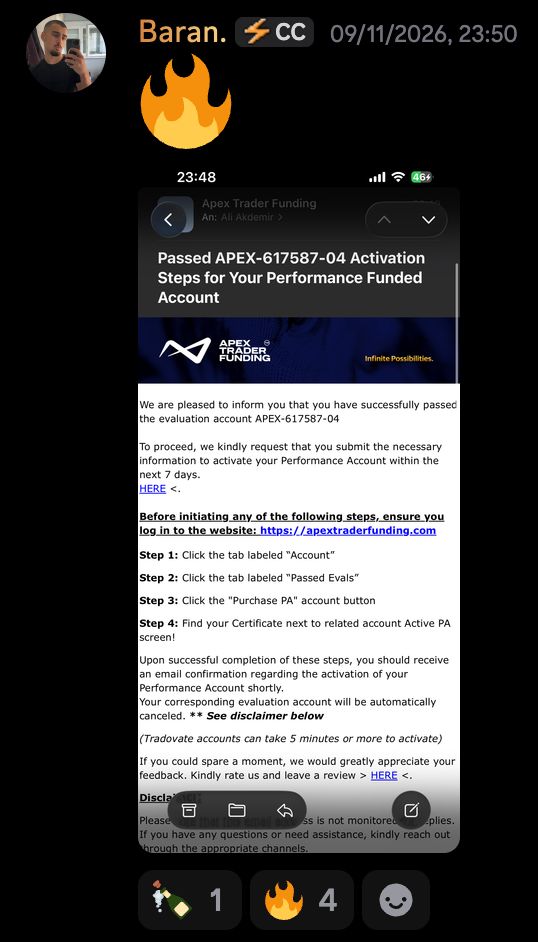 Baran. CC 09/11/2026, 23:50
23:48
46
Apex Trader Funding
An: Ali Akdemir
Passed APEX-617587-04 Activation
Steps for Your Performance Funded
Account
APEX
TRADER
FUNDING
Infinite Possibilities.
We are pleased to inform you that you have successfully passed
the evaluation account APEX-617587-04
To proceed, we kindly request that you submit the necessary
information to activate your Performance Account within the
next 7 days.
HERE <.
Before initiating any of the following steps, ensure you
log in to the website: https://apextraderfunding.com
Step 1: Click the tab labeled “Account”
Step 2: Click the tab labeled “Passed Evals”
Step 3: Click the "Purchase PA" account button
Step 4: Find your Certificate next to related account Active PA
screen!
Upon successful completion of these steps, you should receive
an email confirmation regarding the activation of your
Performance Account shortly.
Your corresponding evaluation account will be automatically
canceled. ** See disclaimer below
(Tradovate accounts can take 5 minutes or more to activate)
If you could spare a moment, we would greatly appreciate your
feedback. Kindly rate us and leave a review > HERE <.
Please is not monitored
If you have any questions or need assistance, kindly reach out
through the appropriate channels.
1
4